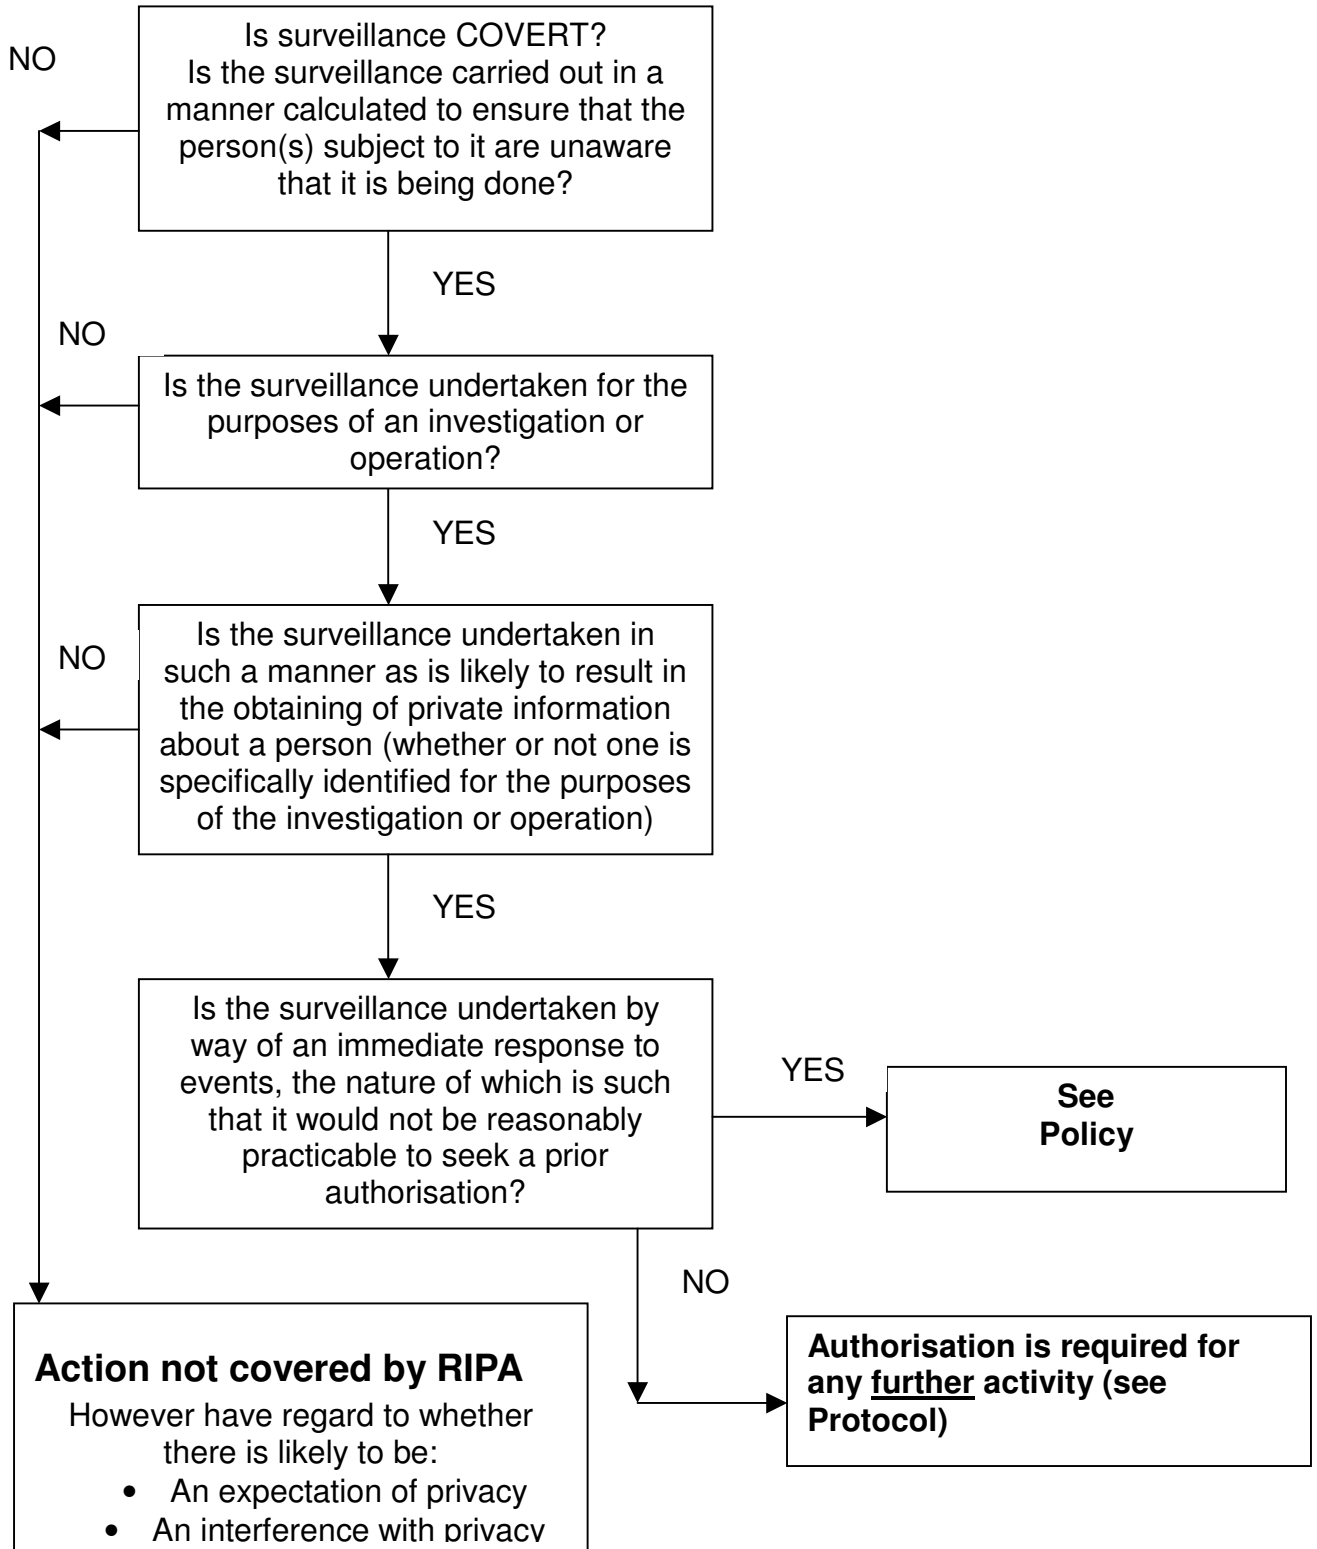 Is surveillance COVERT?
Is the surveillance carried out in a
manner calculated to ensure that the
person(s) subject to it are unaware
that it is being done?
NO
YES
NO
Is the surveillance undertaken for the
purposes of an investigation or
operation?
YES
NO
Is the surveillance undertaken in
such a manner as is likely to result in
the obtaining of private information
about a person (whether or not one is
specifically identified for the purposes
of the investigation or operation)
YES
Is the surveillance undertaken by
way of an immediate response to
events, the nature of which is such
that it would not be reasonably
practicable to seek a prior
authorisation?
YES
See
Policy
NO
Authorisation is required for
any further activity (see
Protocol)
Action not covered by RIPA
However have regard to whether
there is likely to be:
• An expectation of privacy
• An interference with privacy